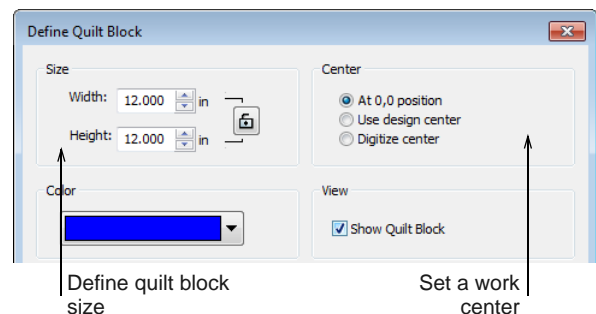 Define Quilt Block
Size
Width: 12.000 in
Height: 12.000 in
Center
At 0,0 position
Use design center
Digitize center
Color
View
Show Quilt Block
Define quilt block
size
Set a work
center